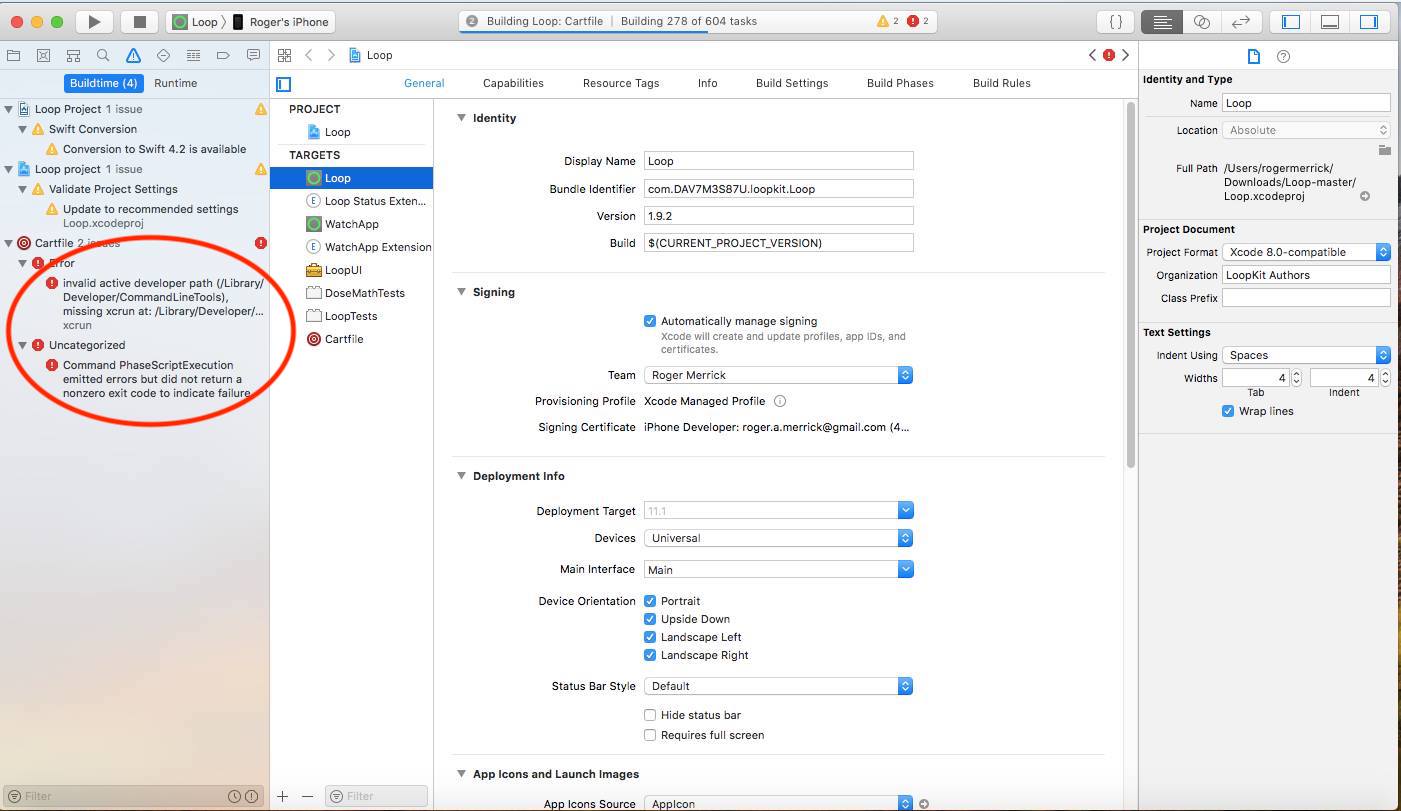 Loop
Roger's iPhone
2 Building Loop: Cartfile | Building 278 of 604 tasks
2
2
Loop
Buildtime (4)
Runtime
Loop Project 1 issue
Swift Conversion
Conversion to Swift 4.2 is available
Loop project 1 issue
Validate Project Settings
Update to recommended settings
Loop.xcodeproj
Cartfile 2 issues
Error
invalid active developer path (/Library/
Developer/CommandLineTools),
missing xcrun at: /Library/Developer/...
xcrun
Uncategorized
Command PhaseScriptExecution
emitted errors but did not return a
nonzero exit code to indicate failure
Filter
General
Capabilities
Resource Tags
Info
Build Settings
Build Phases
Build Rules
PROJECT
Loop
TARGETS
Loop
Loop Status Exten...
WatchApp
WatchApp Extension
LoopUI
DoseMathTests
LoopTests
Cartfile
Filter
Identity
Display Name Loop
Bundle Identifier com.DAV7M3S87U.loopkit.Loop
Version 1.9.2
Build $(CURRENT_PROJECT_VERSION)
Signing
Automatically manage signing
Xcode will create and update profiles, app IDs, and
certificates.
Team Roger Merrick
Provisioning Profile Xcode Managed Profile
Signing Certificate iPhone Developer: roger.a.merrick@gmail.com (4...
Deployment Info
Deployment Target 11.1
Devices Universal
Main Interface Main
Device Orientation Portrait
Upside Down
Landscape Left
Landscape Right
Status Bar Style Default
Hide status bar
Requires full screen
App Icons and Launch Images
App Icons Source AppIcon
Identity and Type
Name Loop
Location Absolute
Full Path /Users/rogermerrick/
Downloads/Loop-master/
Loop.xcodeproj
Project Document
Project Format Xcode 8.0-compatible
Organization LoopKit Authors
Class Prefix
Text Settings
Indent Using Spaces
Widths 4 4
Tab Indent
Wrap lines